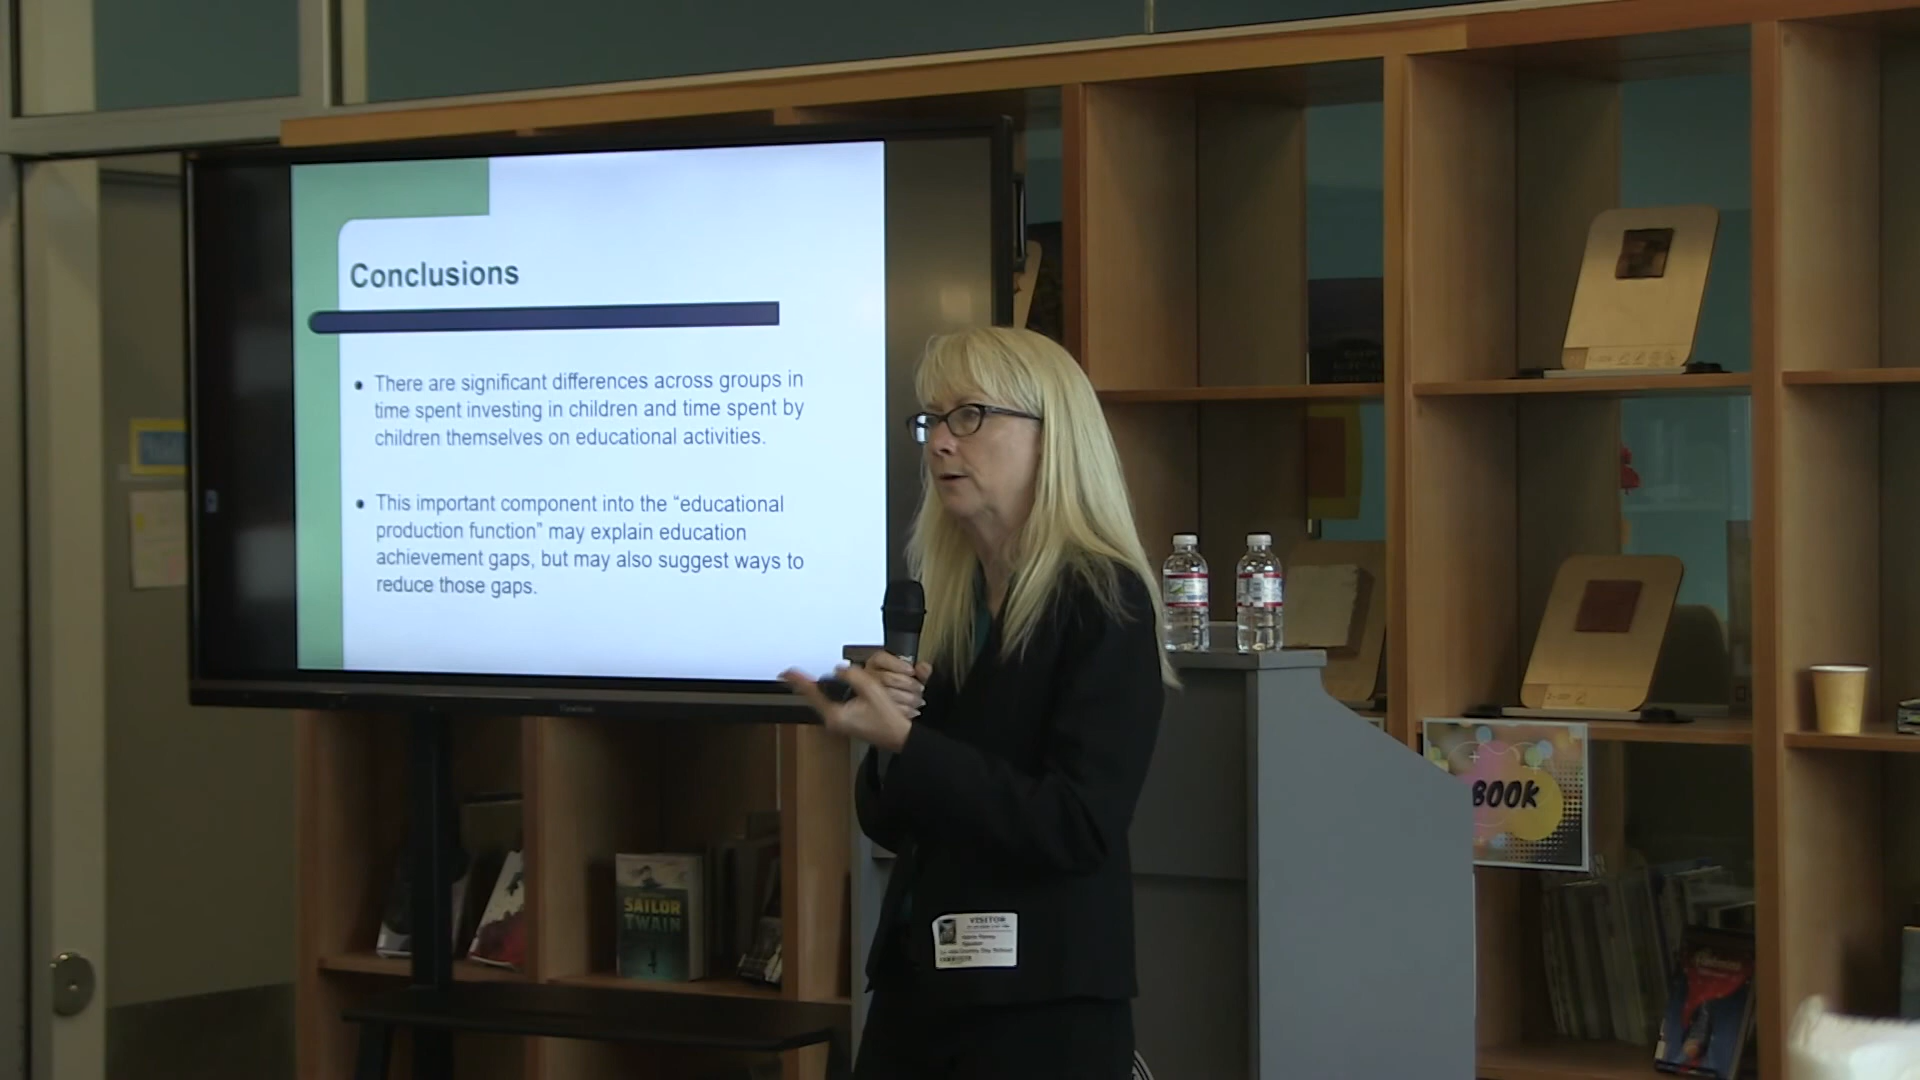 Conclusions
There are significant differences across groups in
time spent investing in children and time spent by
children themselves on educational activities.
This important component into the “educational
production function” may explain education
achievement gaps, but may also suggest ways to
reduce those gaps.
SAILOR
TWAIN
BOOK
VISITOR